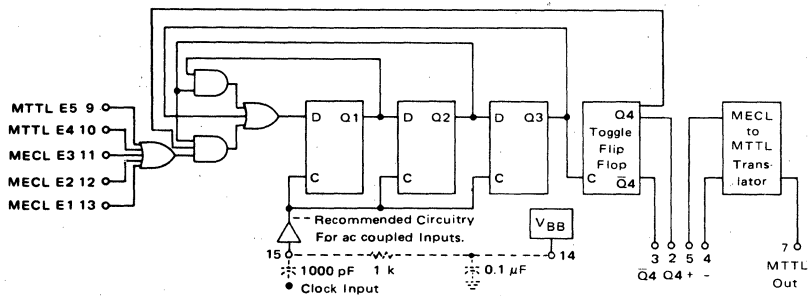 MTTL E5 9
MTTL E4 10
MECL E3 11
MECL E2 12
MECL E1 13
D Q1
C
D Q2
C
D Q3
C
Q4
Toggle
Flip
Flop
C Q̅4
MECL
to
MTTL
Trans-
lator
Recommended Circuitry
For ac coupled Inputs.
VBB
15
1000 pF
1 k
0.1 µF
14
Clock Input
3 2 5 4
Q̅4 Q4 + -
7
MTTL
Out